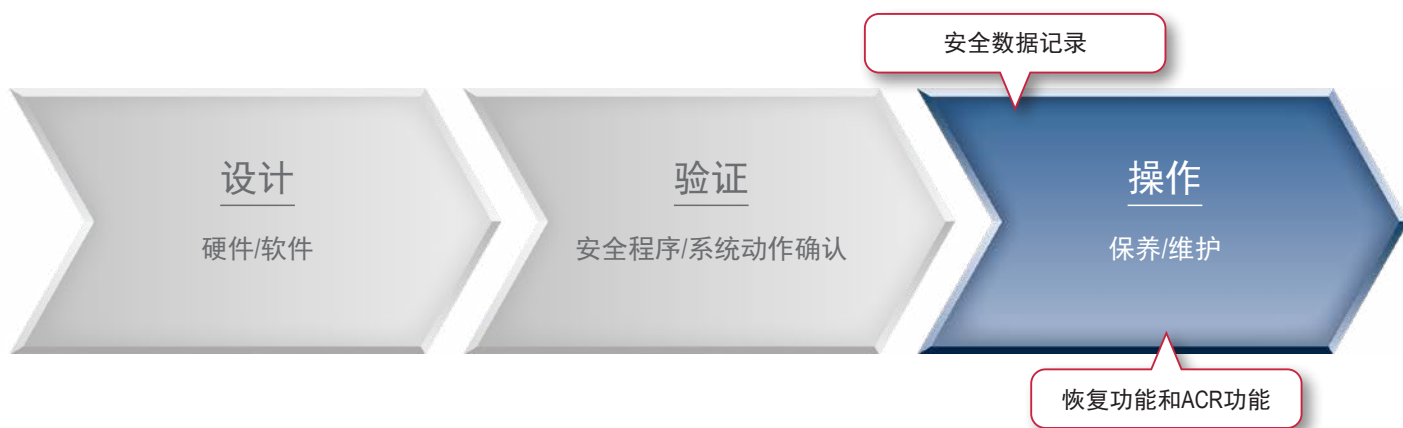 安全数据记录
设计
硬件/软件
验证
安全程序/系统动作确认
操作
保养/维护
恢复功能和ACR功能